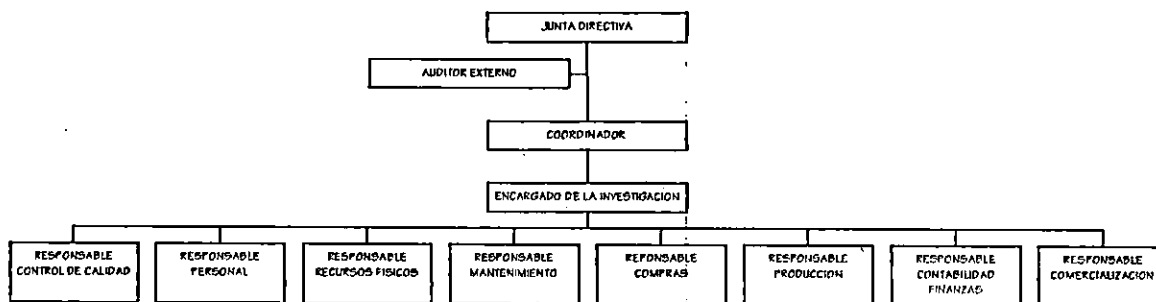 JUNTA DIRECTIVA
AUDITOR EXTERNO
COORDINADOR
ENCARGADO DE LA INVESTIGACION
RESPONSABLE
CONTROL DE CALIDAD
RESPONSABLE
PERSONAL
RESPONSABLE
RECURSOS FISICOS
RESPONSABLE
MANTENIMIENTO
REPONSABLE
COMPRAS
RESPONSABLE
PRODUCCION
RESPONSABLE
CONTABILIDAD
FINANZAS
RESPONSABLE
COMERCIALIZACION